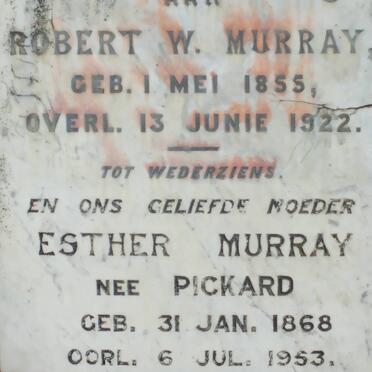 AAN
ROBERT W. MURRAY,
GEB. 1 MEI 1855,
OVERL. 13 JUNIE 1922.
TOT WEDERZIENS.
EN ONS GELIEFDE MOEDER
ESTHER MURRAY
NEE PICKARD
GEB. 31 JAN. 1868
OORL. 6 JUL. 1953.